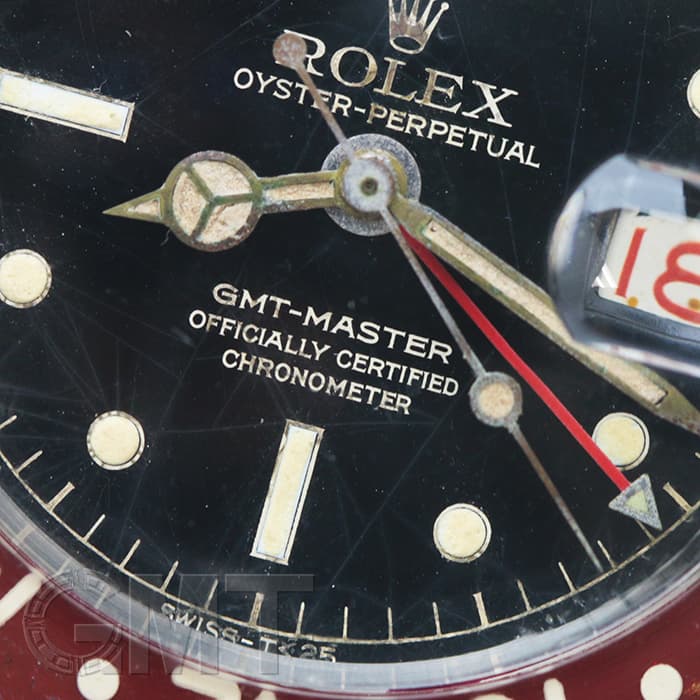 ROLEX
OYSTER-PERPETUAL
18
GMT-MASTER
OFFICIALLY CERTIFIED
CHRONOMETER
SWISS-T<25
GMT